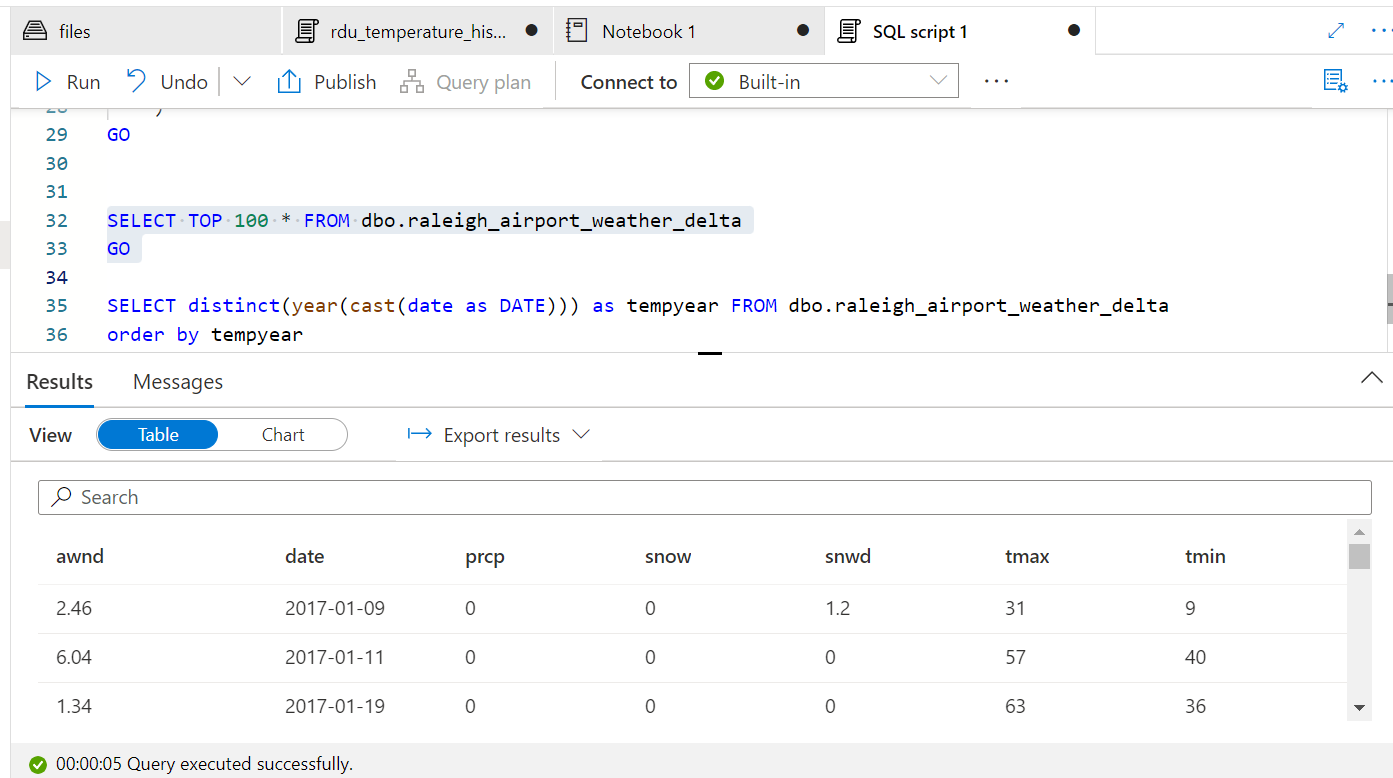 files rdu_temperature_his... Notebook 1 SQL script 1
Run Undo Publish Query plan Connect to Built-in
29 GO
30
31
32 SELECT TOP 100 * FROM dbo.raleigh_airport_weather_delta
33 GO
34
35 SELECT distinct(year(cast(date as DATE))) as tempyear FROM dbo.raleigh_airport_weather_delta
36 order by tempyear
Results Messages
View Table Chart Export results
Search
awnd date prcp snow snwd tmax tmin
2.46 2017-01-09 0 0 1.2 31 9
6.04 2017-01-11 0 0 0 57 40
1.34 2017-01-19 0 0 0 63 36
00:00:05 Query executed successfully.